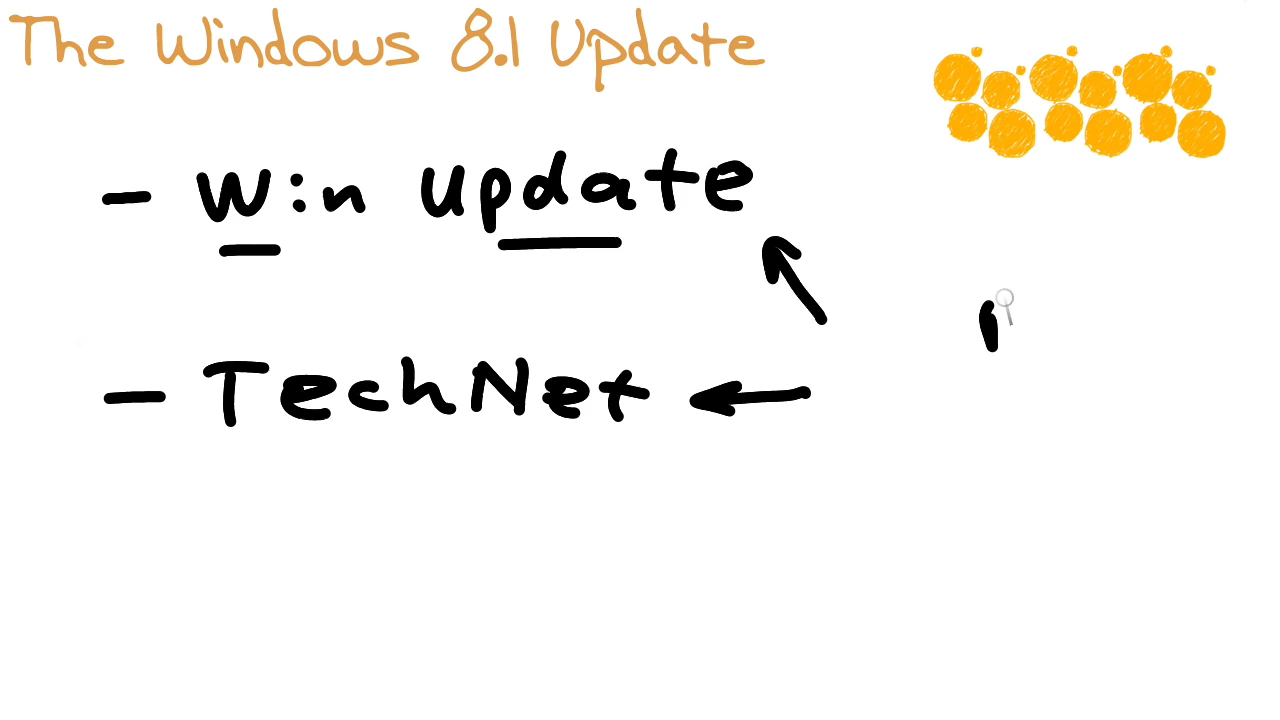 The Windows 8.1 Update
- Win Update
- TechNet